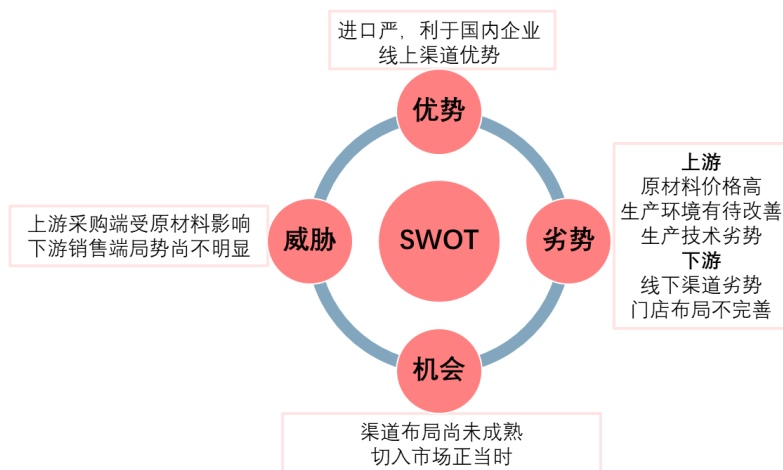 进口严，利于国内企业
线上渠道优势
优势
上游
原材料价格高
生产环境有待改善
生产技术劣势
下游
线下渠道劣势
门店布局不完善
劣势
SWOT
威胁
上游采购端受原材料影响
下游销售端局势尚不明显
机会
渠道布局尚未成熟
切入市场正当时